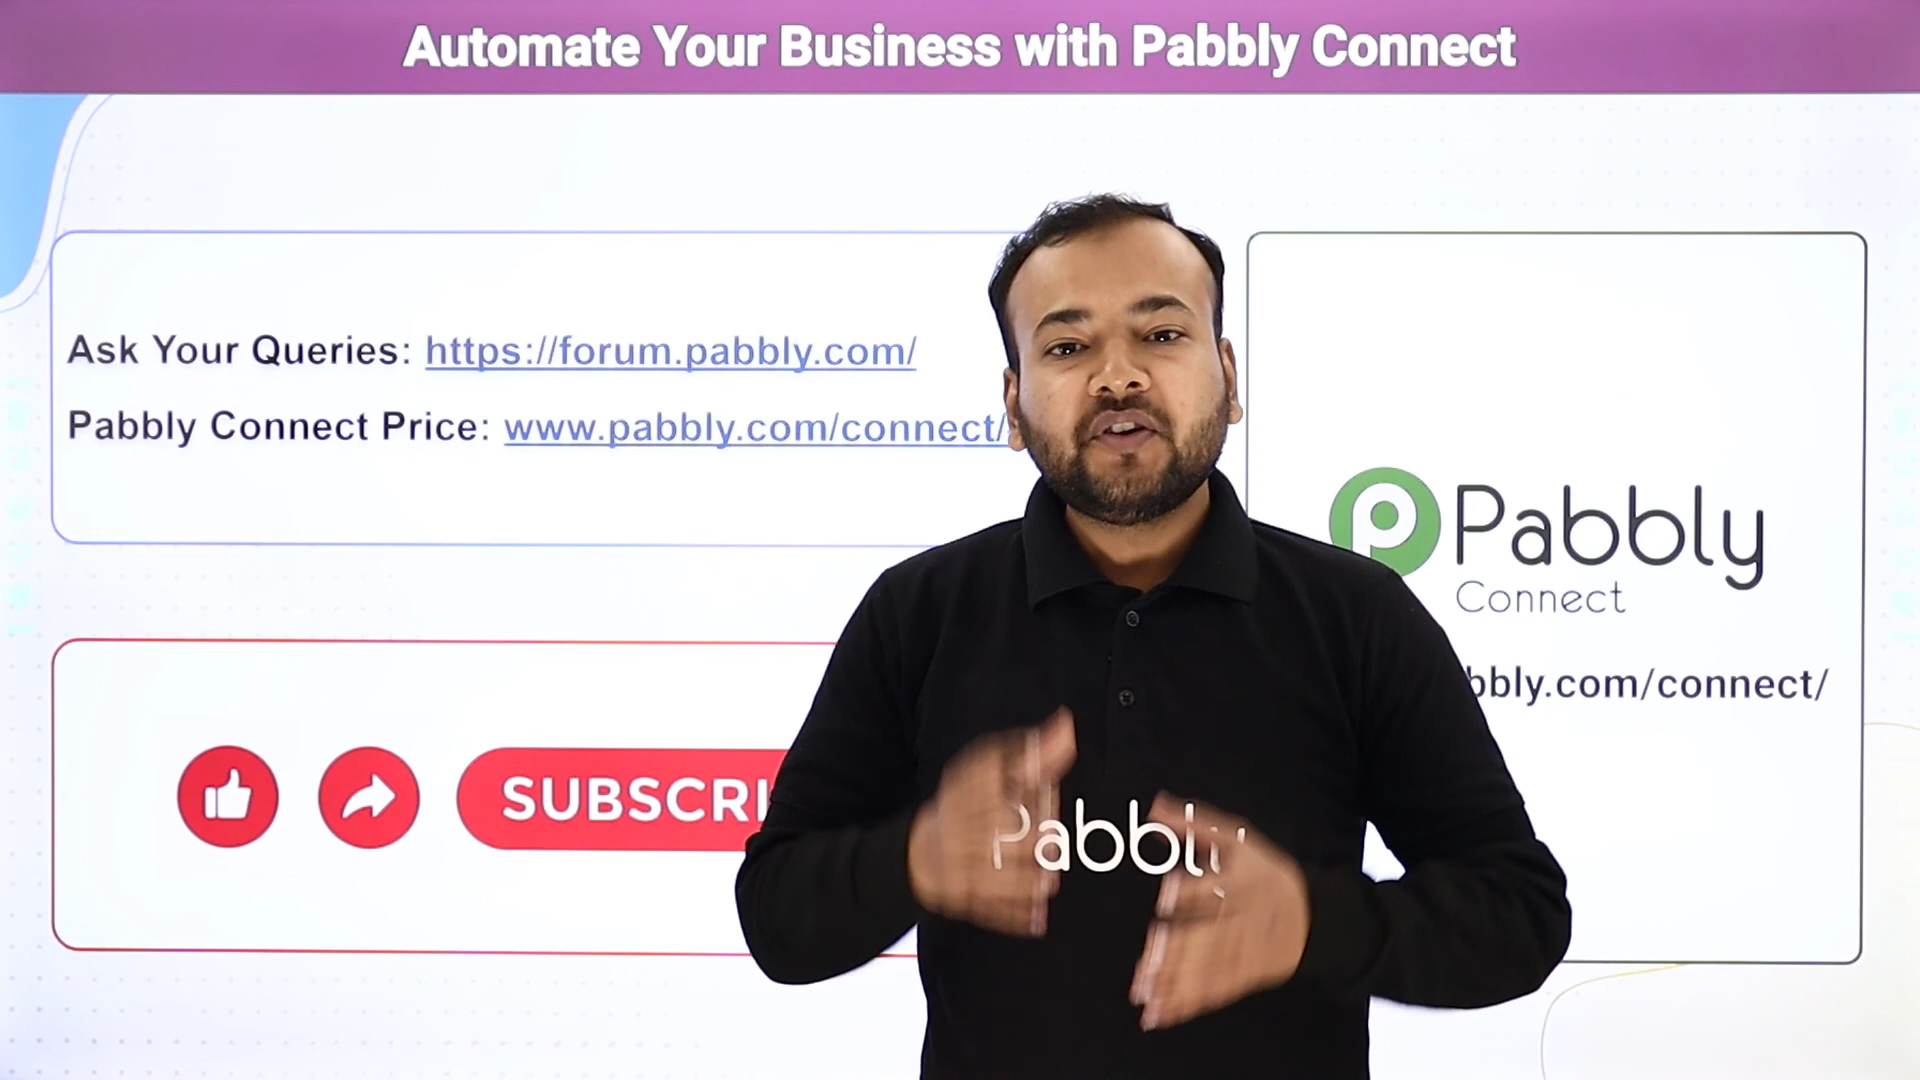 Automate Your Business with Pabbly Connect
Ask Your Queries: https://forum.pabbly.com/
Pabbly Connect Price: www.pabbly.com/connect/
Pabbly
Connect
bbly.com/connect/
SUBSCRI
Pabbly